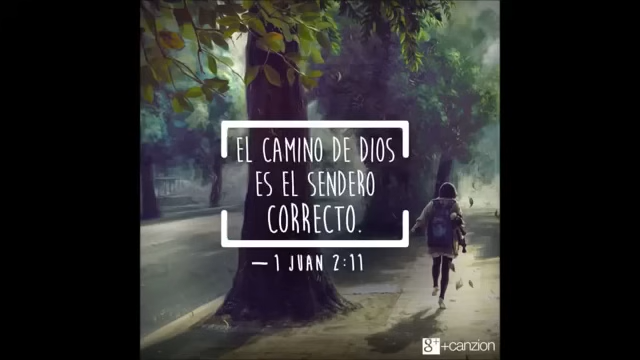 EL CAMINO DE DIOS
ES EL SENDERO
CORRECTO.
— 1 JUAN 2:11
g+ +canzion